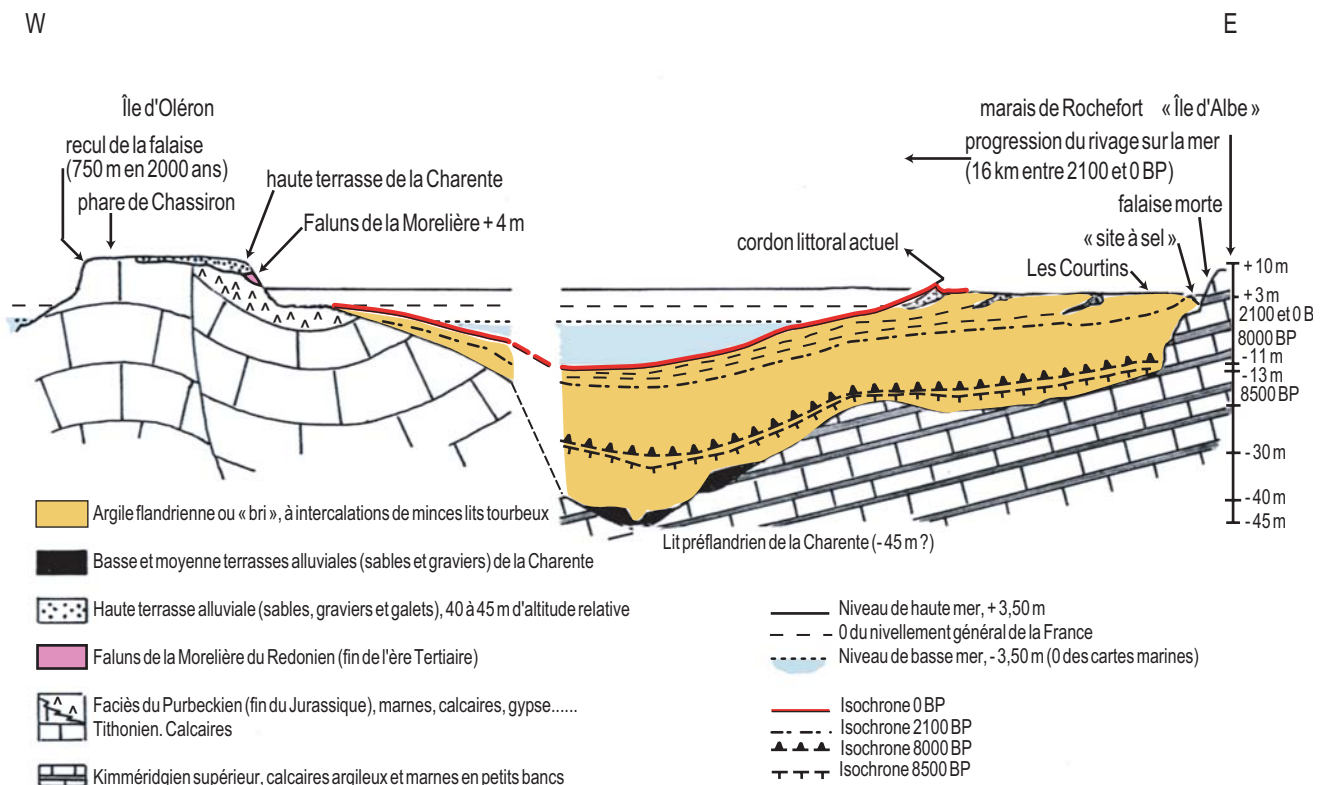 W
E
Île d'Oléron
recul de la falaise
(750 m en 2000 ans)
phare de Chassiron
haute terrasse de la Charente
Faluns de la Morelière + 4 m
marais de Rochefort
« Île d'Albe »
progression du rivage sur la mer
(16 km entre 2100 et 0 BP)
falaise morte
cordon littoral actuel
« site à sel »
Les Courtins
+ 10 m
+ 3 m
2100 et 0 B
8000 BP
- 11 m
- 13 m
8500 BP
- 30 m
- 40 m
- 45 m
Lit préflandrien de la Charente (- 45 m ?)
Argile flandrienne ou « bri », à intercalations de minces lits tourbeux
Basse et moyenne terrasses alluviales (sables et graviers) de la Charente
Haute terrasse alluviale (sables, graviers et galets), 40 à 45 m d'altitude relative
Faluns de la Morelière du Redonien (fin de l'ère Tertiaire)
Faciès du Purbeckien (fin du Jurassique), marnes, calcaires, gypse......
Tithonien. Calcaires
Kimméridgien supérieur, calcaires argileux et marnes en petits bancs
Niveau de haute mer, + 3,50 m
0 du nivellement général de la France
Niveau de basse mer, - 3,50 m (0 des cartes marines)
Isochrone 0 BP
Isochrone 2100 BP
Isochrone 8000 BP
Isochrone 8500 BP